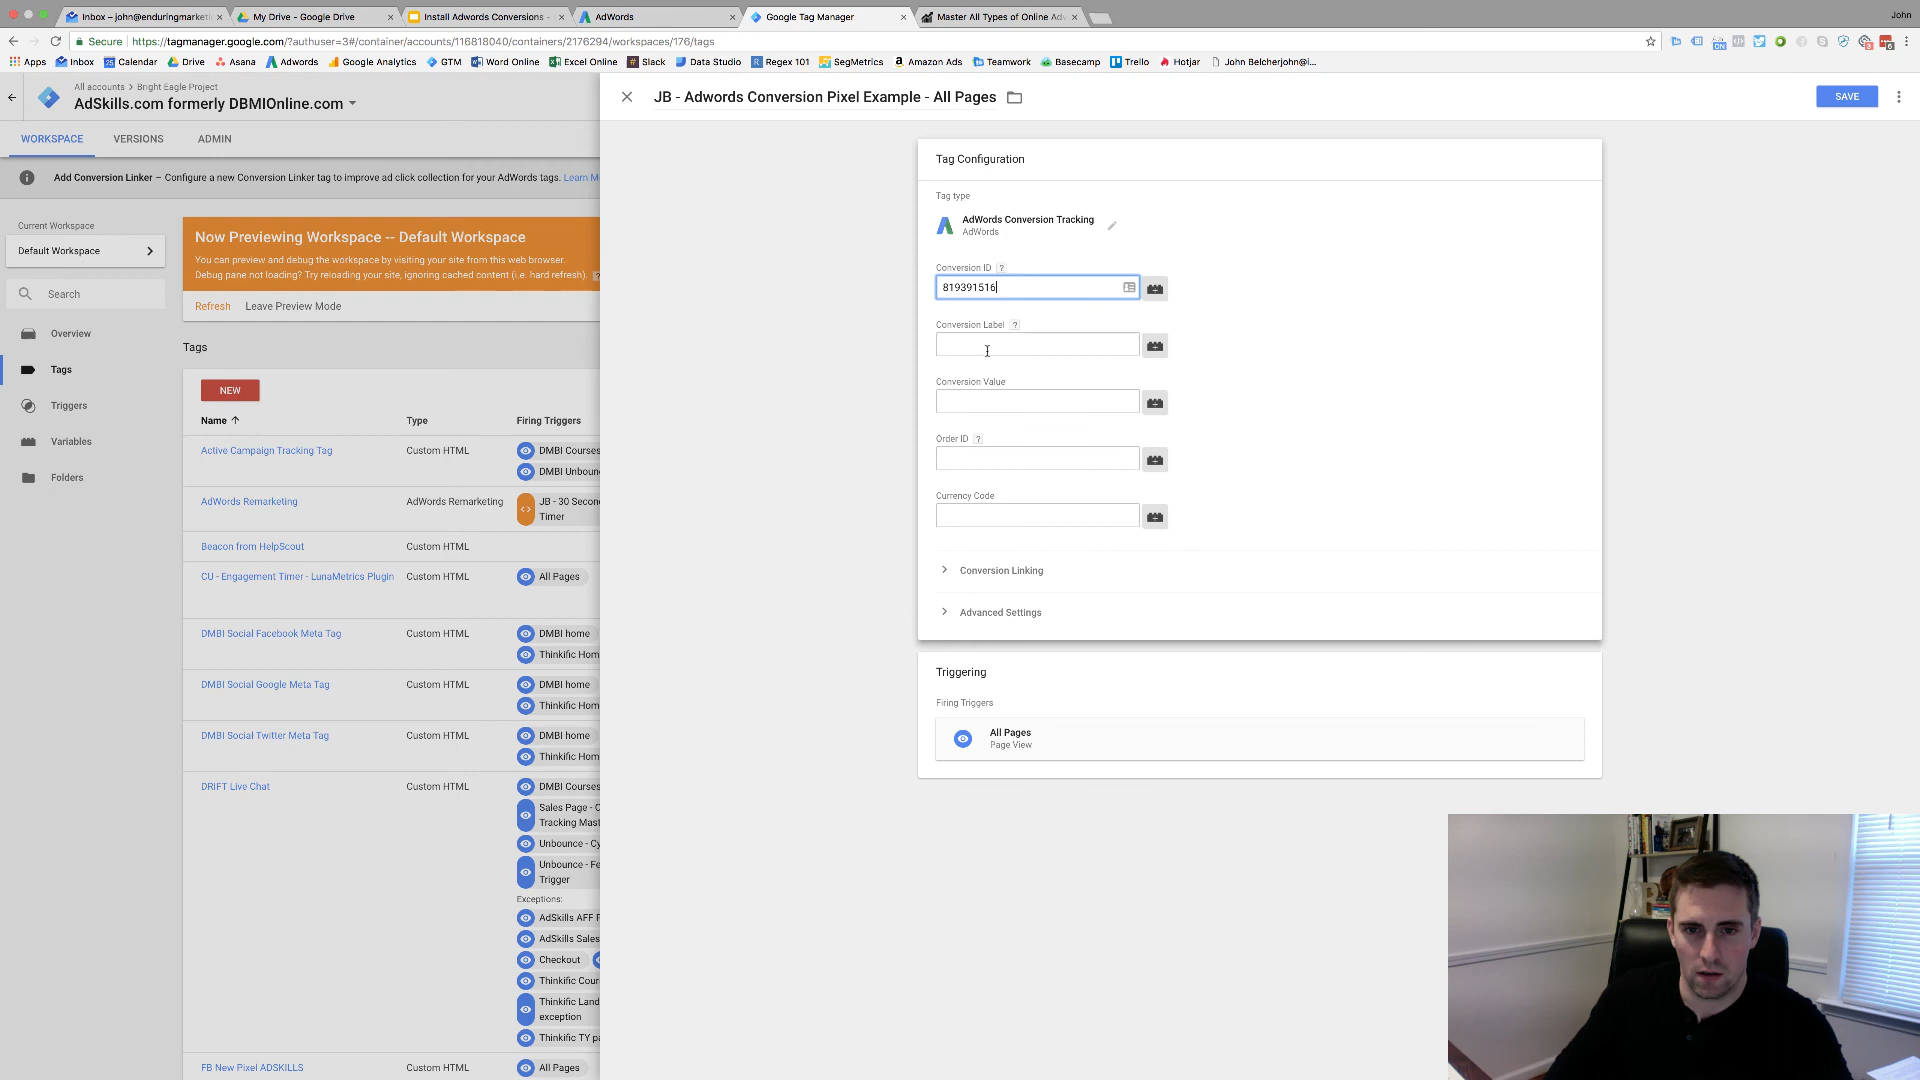 Inbox – john@enduringmarketi
My Drive - Google Drive
Install Adwords Conversions -
AdWords
Google Tag Manager
Master All Types of Online Ad
John
Secure
https://tagmanager.google.com/?authuser=3#/container/accounts/116818040/containers/2176294/workspaces/176/tags
Apps
Inbox
Calendar
Drive
Asana
Adwords
Google Analytics
GTM
Word Online
Excel Online
Slack
Data Studio
Regex 101
SegMetrics
Amazon Ads
Teamwork
Basecamp
Trello
Hotjar
John Belcherjohn@i...
All accounts > Bright Eagle Project
AdSkills.com formerly DBMIOnline.com
JB - Adwords Conversion Pixel Example - All Pages
SAVE
WORKSPACE
VERSIONS
ADMIN
Add Conversion Linker – Configure a new Conversion Linker tag to improve ad click collection for your AdWords tags. Learn M
Current Workspace
Default Workspace
Search
Overview
Tags
Triggers
Variables
Folders
Now Previewing Workspace -- Default Workspace
You can preview and debug the workspace by visiting your site from this web browser.
Debug pane not loading? Try reloading your site, ignoring cached content (i.e. hard refresh).
Refresh
Leave Preview Mode
Tags
NEW
Name
Type
Firing Triggers
Active Campaign Tracking Tag
Custom HTML
DMBI Courses
DMBI Unboun
AdWords Remarketing
AdWords Remarketing
JB - 30 Second
Timer
Beacon from HelpScout
Custom HTML
CU - Engagement Timer - LunaMetrics Plugin
Custom HTML
All Pages
DMBI Social Facebook Meta Tag
Custom HTML
DMBI home
Thinkific Hom
DMBI Social Google Meta Tag
Custom HTML
DMBI home
Thinkific Hom
DMBI Social Twitter Meta Tag
Custom HTML
DMBI home
Thinkific Hom
DRIFT Live Chat
Custom HTML
DMBI Courses
Sales Page - C
Tracking Mast
Unbounce - Cy
Unbounce - Fe
Trigger
Exceptions:
AdSkills AFF F
AdSkills Sales
Checkout
Thinkific Cour
Thinkific Land
exception
Thinkific TY pa
FB New Pixel ADSKILLS
Custom HTML
All Pages
Tag Configuration
Tag type
AdWords Conversion Tracking
AdWords
Conversion ID ?
819391516
Conversion Label ?
Conversion Value
Order ID ?
Currency Code
Conversion Linking
Advanced Settings
Triggering
Firing Triggers
All Pages
Page View